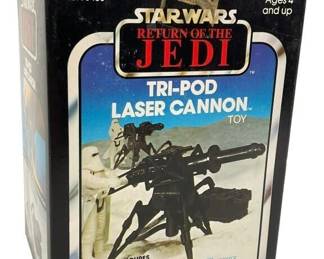 Ages 4
and up
STAR WARS
RETURN OF THE
JEDI
TRI-POD
LASER CANNON
TOY